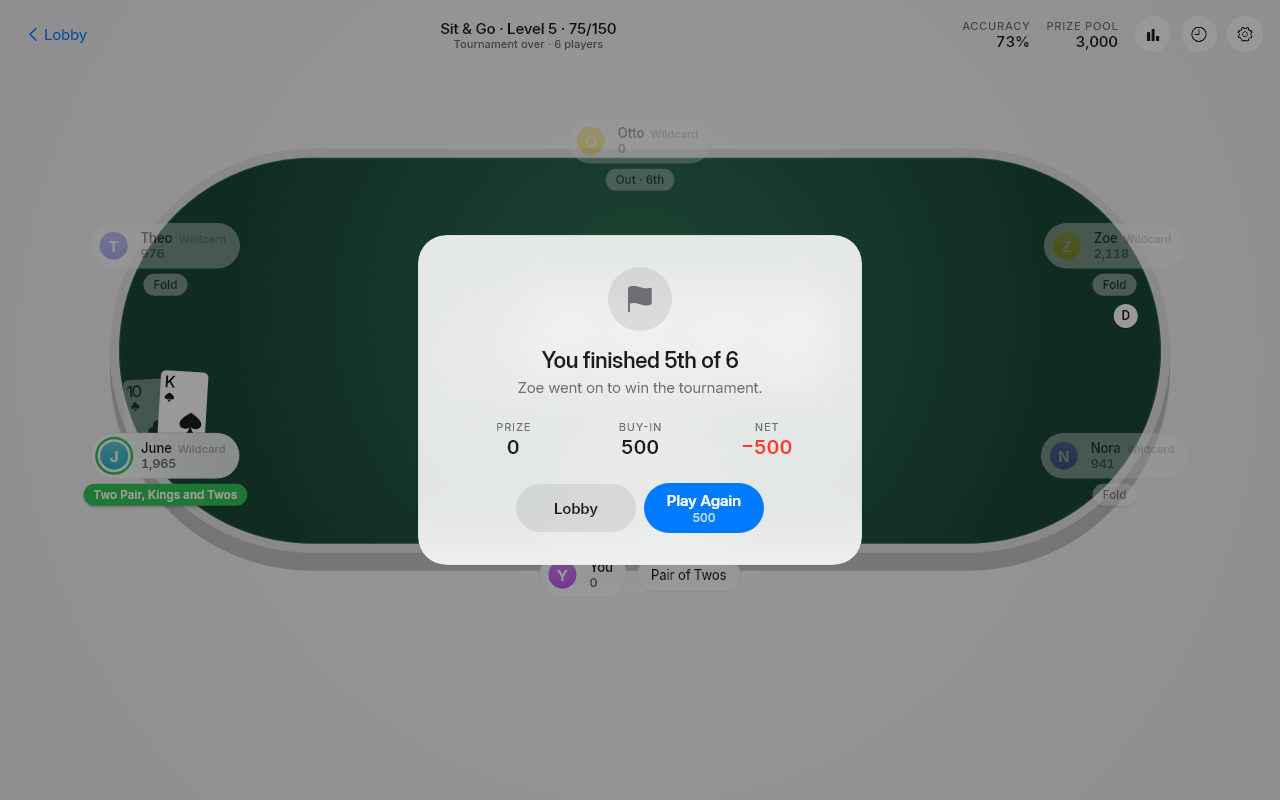 Lobby
Sit & Go · Level 5 · 75/150
Tournament over · 6 players
ACCURACY
73%
PRIZE POOL
3,000
O
Otto Wildcard
0
Out · 6th
T
Theo Wildcard
976
Fold
Z
Zoe Wildcard
2,118
Fold
D
You finished 5th of 6
Zoe went on to win the tournament.
PRIZE
0
BUY-IN
500
NET
−500
Lobby
Play Again
500
10
K
J
June Wildcard
1,965
Two Pair, Kings and Twos
N
Nora Wildcard
941
Fold
Y
You
0
Pair of Twos